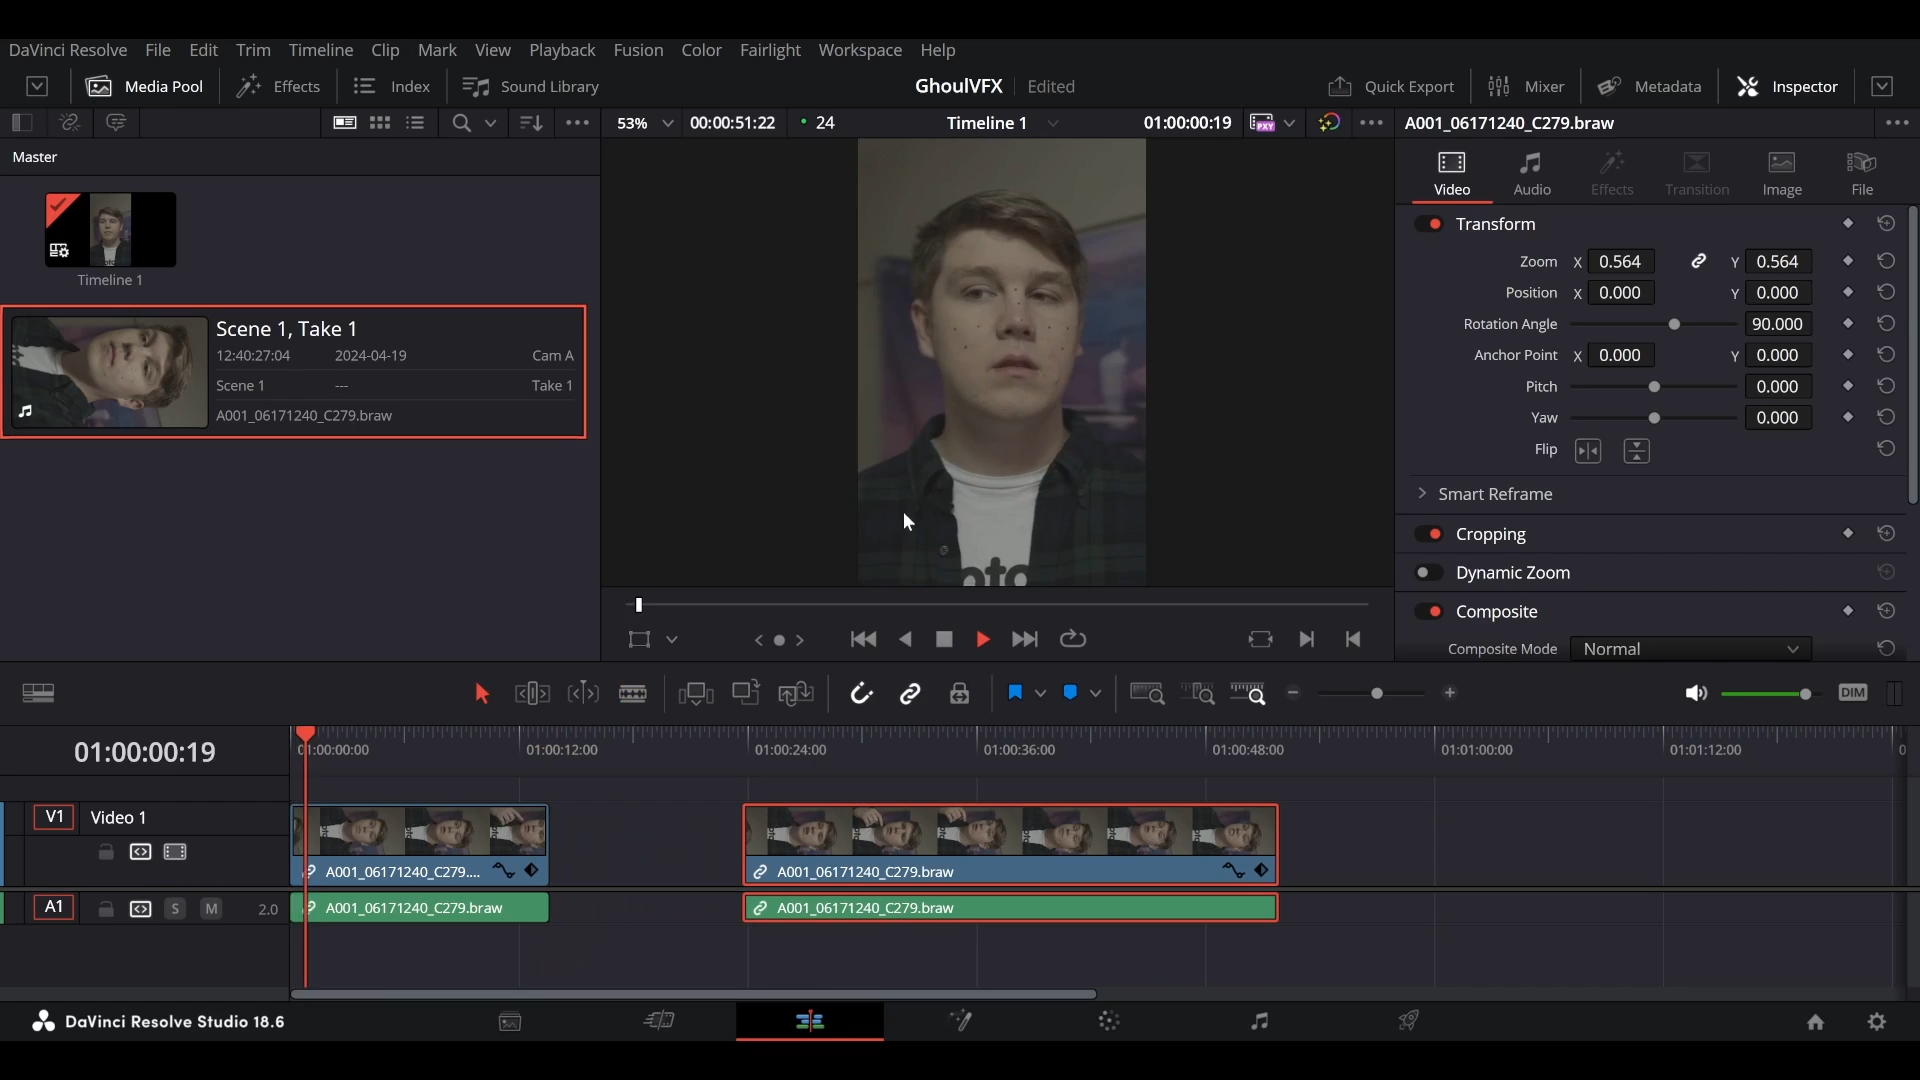 DaVinci Resolve File Edit Trim Timeline Clip Mark View Playback Fusion Color Fairlight Workspace Help
Media Pool Effects Index Sound Library GhoulVFX Edited Quick Export Mixer Metadata Inspector
53% 00:00:51:22 24 Timeline 1 01:00:00:19 PXY A001_06171240_C279.braw
Master
Video Audio Effects Transition Image File
Timeline 1
Transform
Zoom X 0.564 Y 0.564
Position X 0.000 Y 0.000
Rotation Angle 90.000
Anchor Point X 0.000 Y 0.000
Pitch 0.000
Yaw 0.000
Flip
Smart Reframe
Cropping
Dynamic Zoom
Composite
Composite Mode Normal
Scene 1, Take 1
12:40:27:04 2024-04-19 Cam A
Scene 1 --- Take 1
A001_06171240_C279.braw
oto
DIM
01:00:00:19
01:00:00:00 01:00:12:00 01:00:24:00 01:00:36:00 01:00:48:00 01:01:00:00 01:01:12:00 0
V1 Video 1
A001_06171240_C279.... A001_06171240_C279.braw
A1 S M 2.0 A001_06171240_C279.braw A001_06171240_C279.braw
DaVinci Resolve Studio 18.6